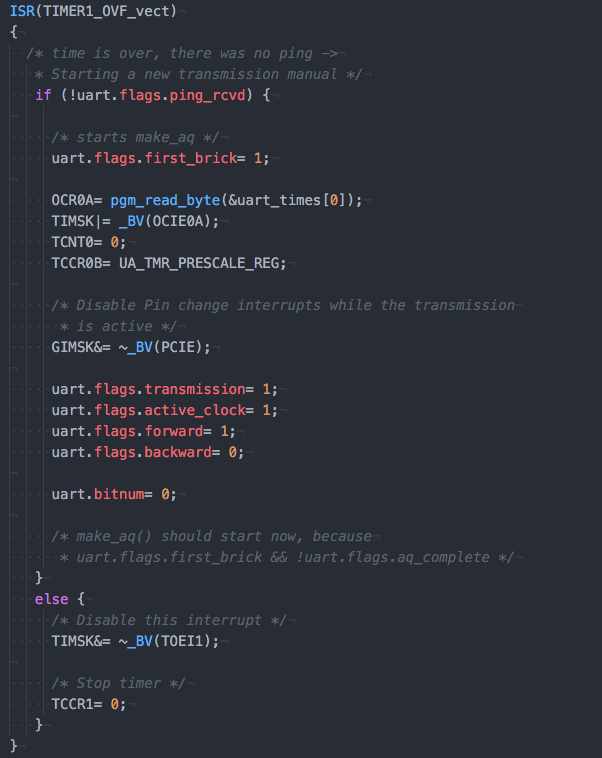 ISR(TIMER1_OVF_vect)
{
/* time is over, there was no ping ->
* Starting a new transmission manual */
if (!uart.flags.ping_rcvd) {
/* starts make_aq */
uart.flags.first_brick= 1;
OCR0A= pgm_read_byte(&uart_times[0]);
TIMSK|= _BV(OCIE0A);
TCNT0= 0;
TCCR0B= UA_TMR_PRESCALE_REG;
/* Disable Pin change interrupts while the transmission
* is active */
GIMSK&= ~_BV(PCIE);
uart.flags.transmission= 1;
uart.flags.active_clock= 1;
uart.flags.forward= 1;
uart.flags.backward= 0;
uart.bitnum= 0;
/* make_aq() should start now, because
* uart.flags.first_brick && !uart.flags.aq_complete */
}
else {
/* Disable this interrupt */
TIMSK&= ~_BV(TOEI1);
/* Stop timer */
TCCR1= 0;
}
}